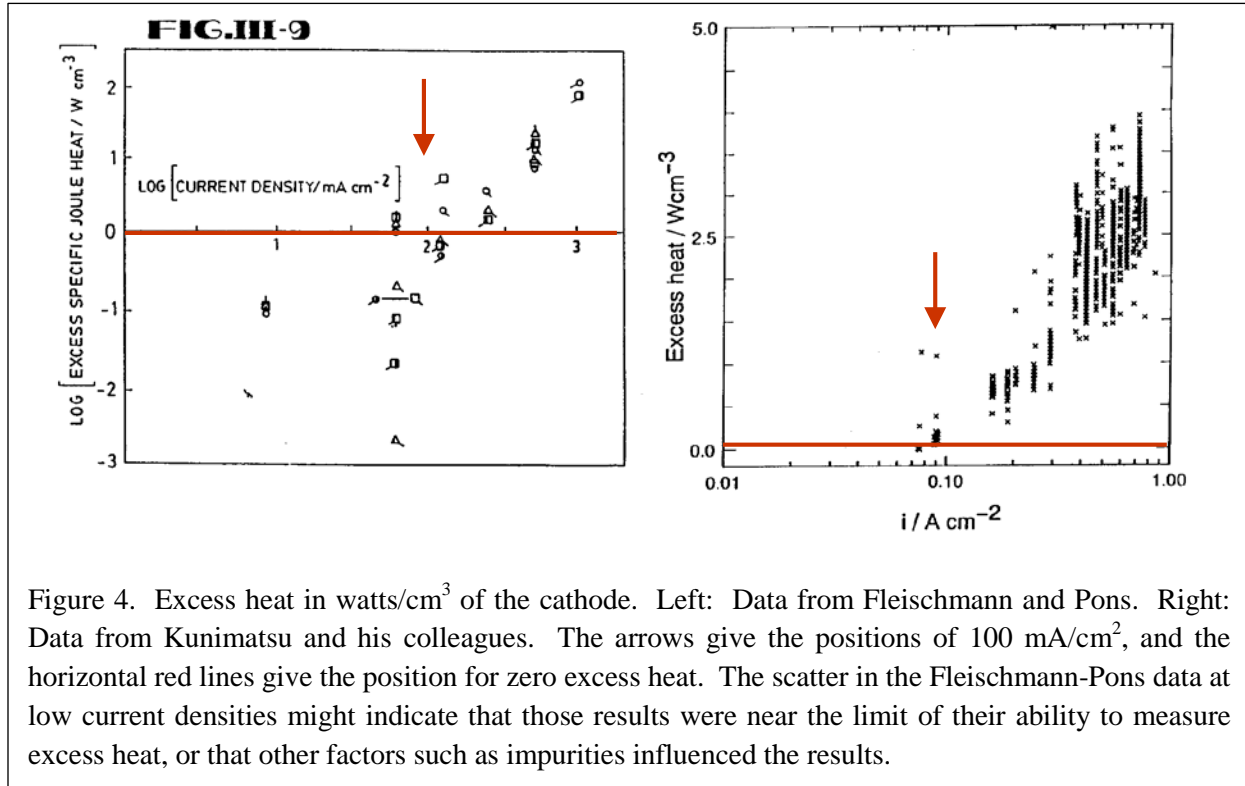 FIG.III-9
LOG [EXCESS SPECIFIC JOULE HEAT / W cm⁻³]
2
1
0
-1
-2
-3
LOG [CURRENT DENSITY/mA cm⁻²]
1
2
3
Excess heat / Wcm⁻³
5.0
2.5
0.0
0.01
0.10
1.00
i / A cm⁻²
Figure 4. Excess heat in watts/cm³ of the cathode. Left: Data from Fleischmann and Pons. Right:
Data from Kunimatsu and his colleagues. The arrows give the positions of 100 mA/cm², and the
horizontal red lines give the position for zero excess heat. The scatter in the Fleischmann-Pons data at
low current densities might indicate that those results were near the limit of their ability to measure
excess heat, or that other factors such as impurities influenced the results.